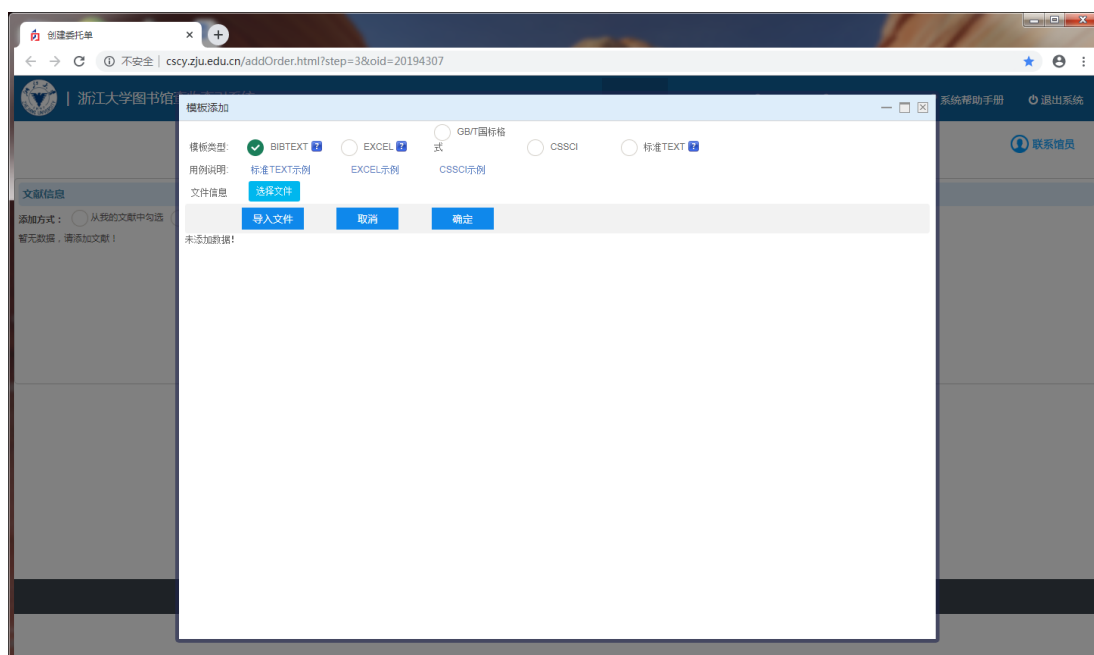 创建委托单
不安全 | cscy.zju.edu.cn/addOrder.html?step=3&oid=20194307
| 浙江大学图书馆
系统帮助手册 退出系统
模板添加
联系馆员
模板类型: BIBTEXT ? EXCEL ? GB/T国标格
式 CSSCI 标准TEXT ?
用例说明: 标准TEXT示例 EXCEL示例 CSSCI示例
文献信息
文件信息 选择文件
添加方式: 从我的文献中勾选
导入文件 取消 确定
暂无数据,请添加文献!
未添加数据!